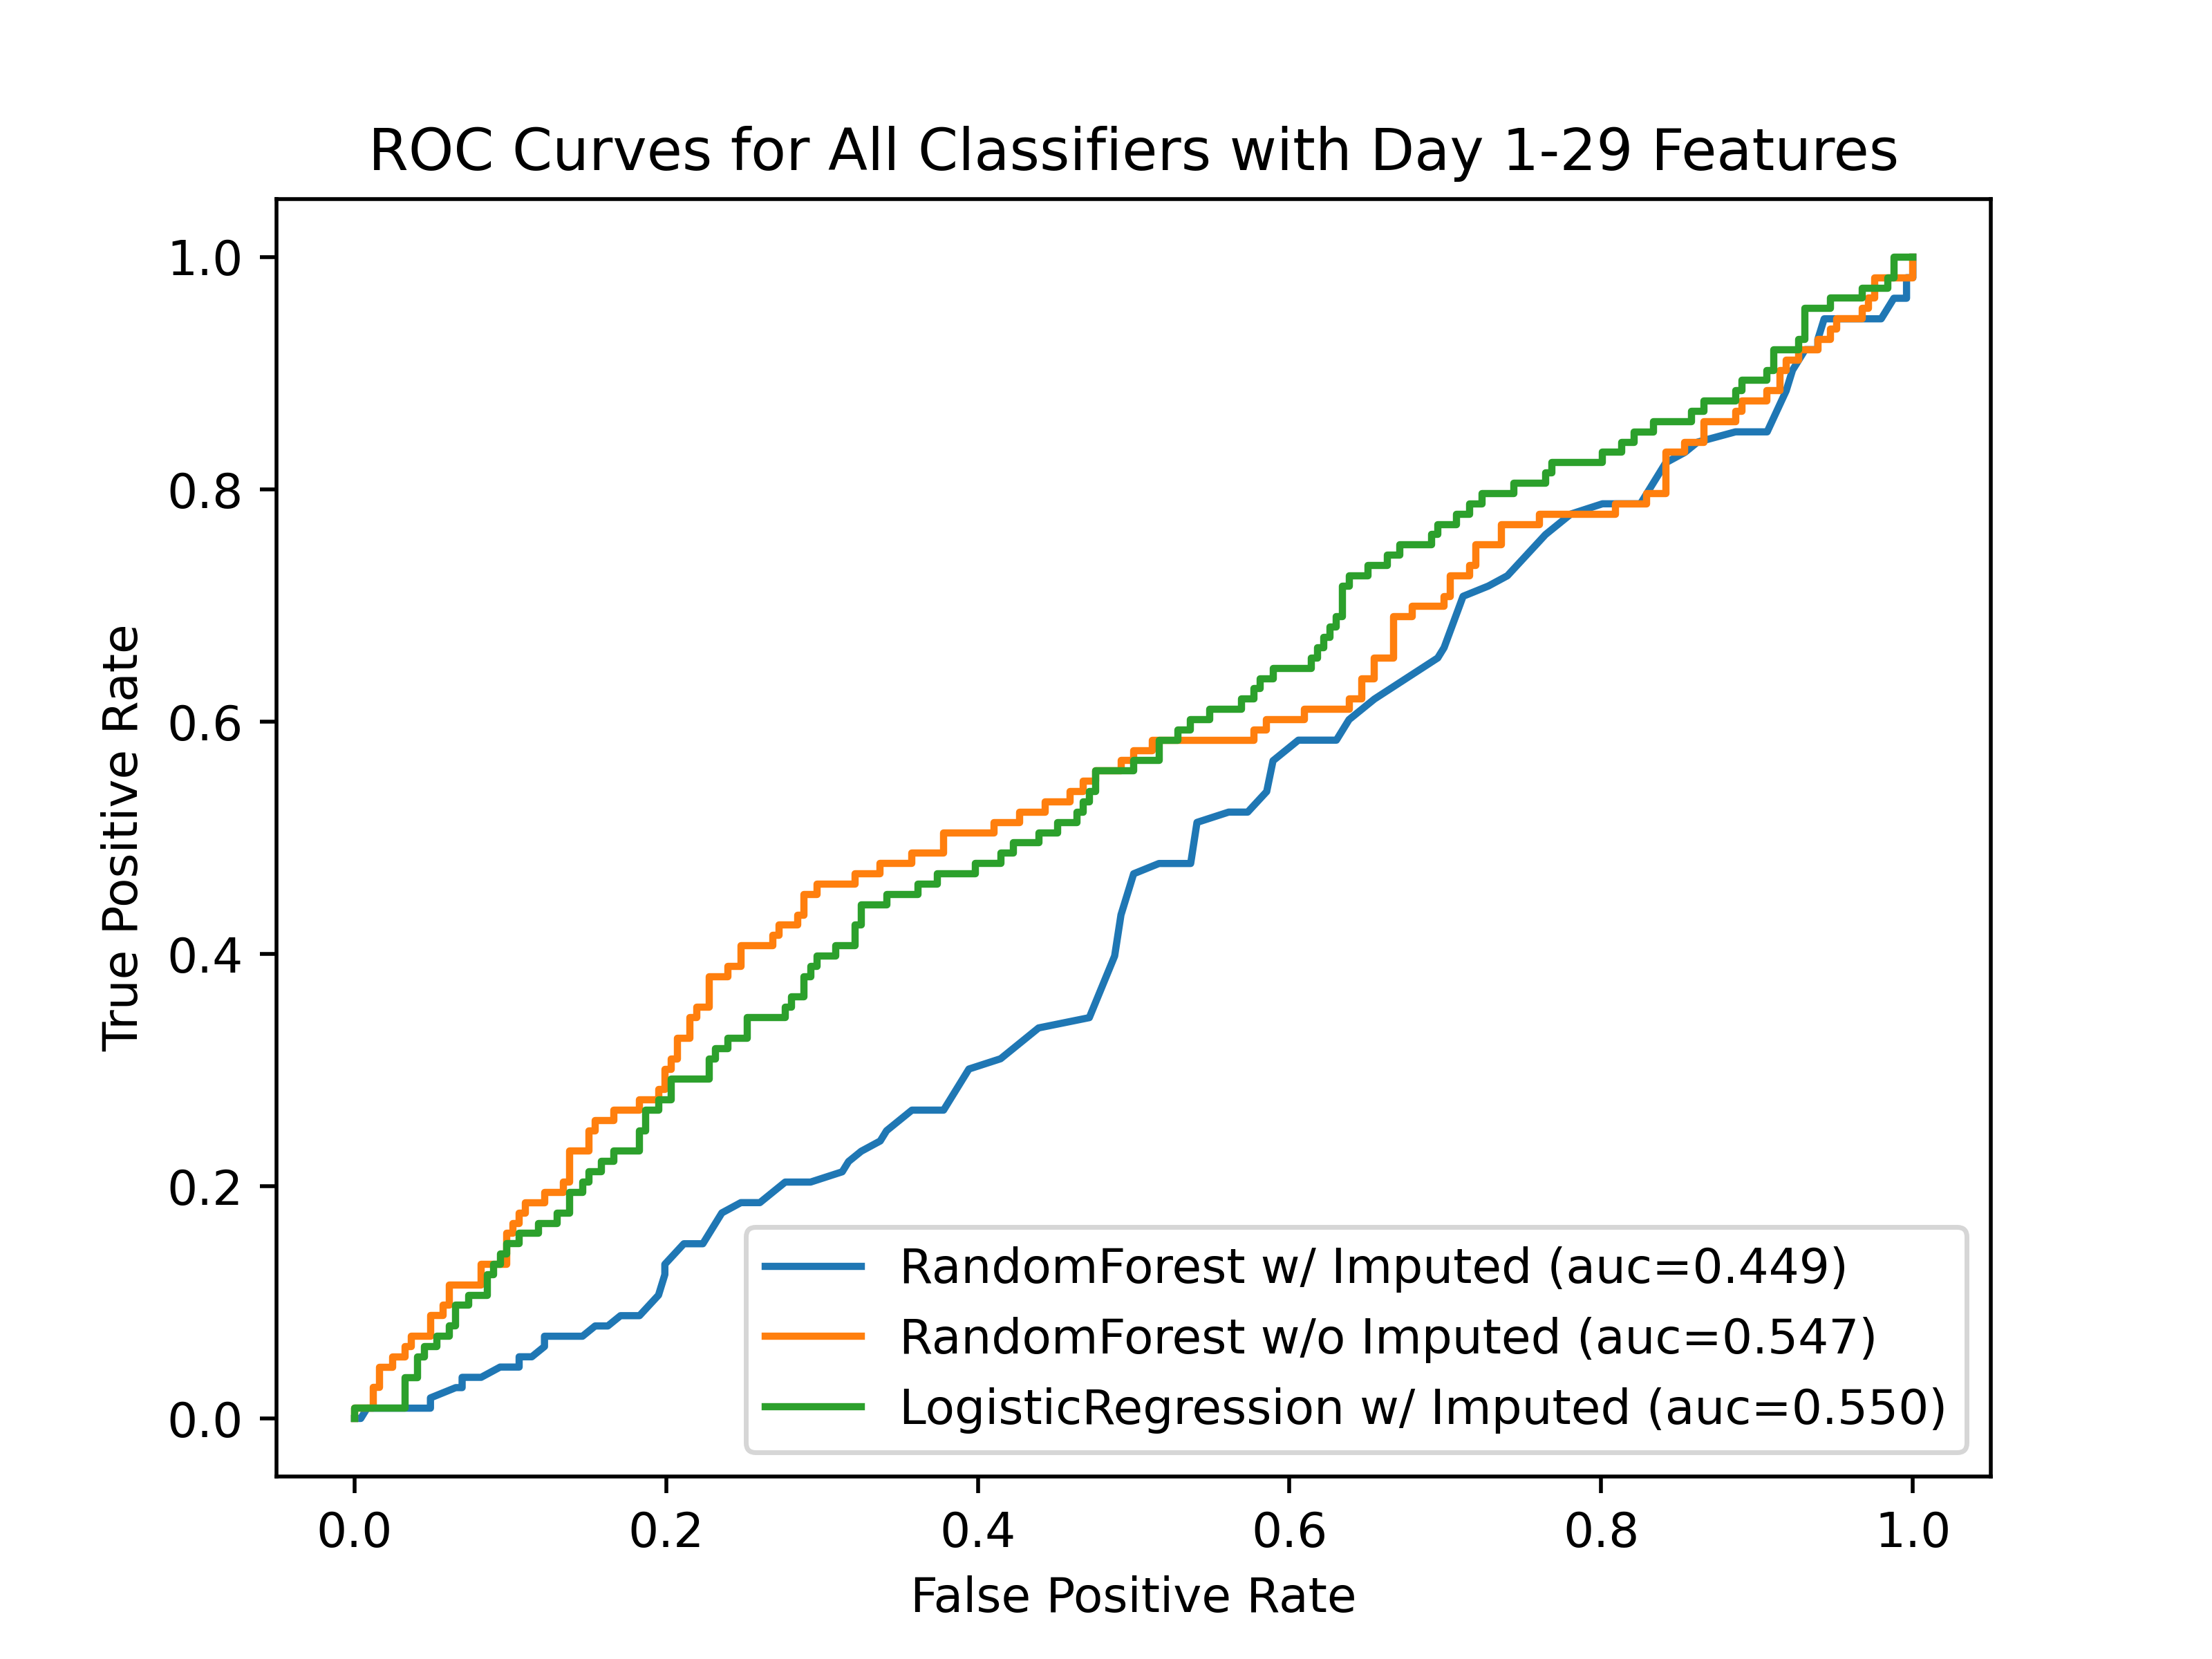 ROC Curves for All Classifiers with Day 1-29 Features
1.0
0.8
0.6
0.4
0.2
0.0
True Positive Rate
RandomForest w/ Imputed (auc=0.449)
RandomForest w/o Imputed (auc=0.547)
LogisticRegression w/ Imputed (auc=0.550)
0.0 0.2 0.4 0.6 0.8 1.0
False Positive Rate